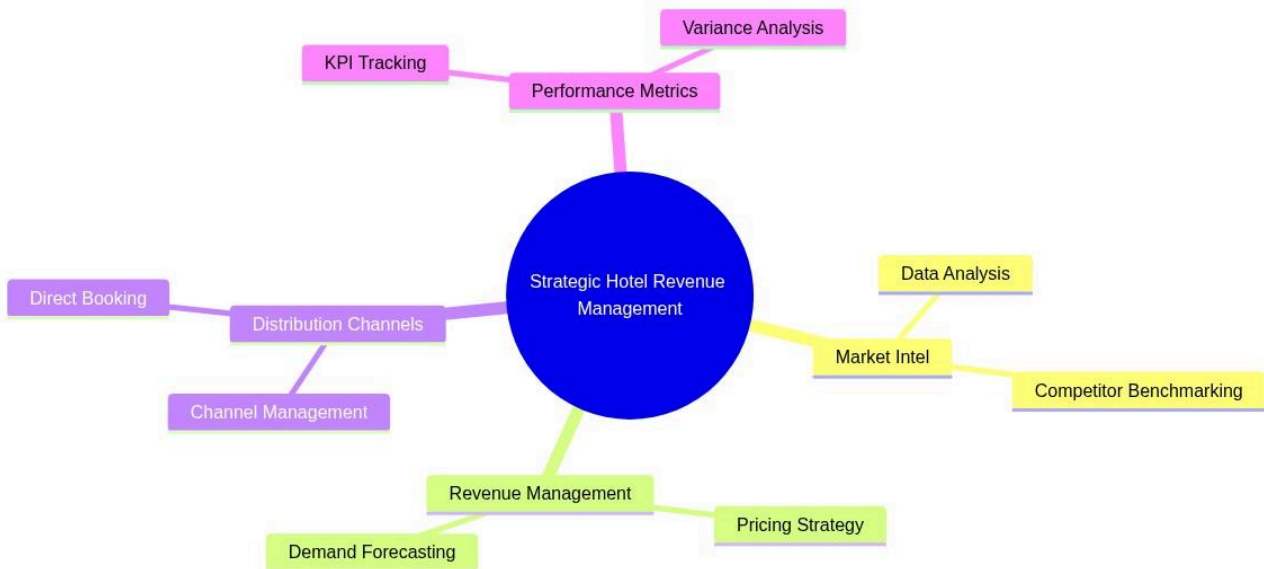 Variance Analysis
KPI Tracking
Performance Metrics
Strategic Hotel Revenue
Management
Data Analysis
Direct Booking
Distribution Channels
Market Intel
Competitor Benchmarking
Channel Management
Revenue Management
Pricing Strategy
Demand Forecasting